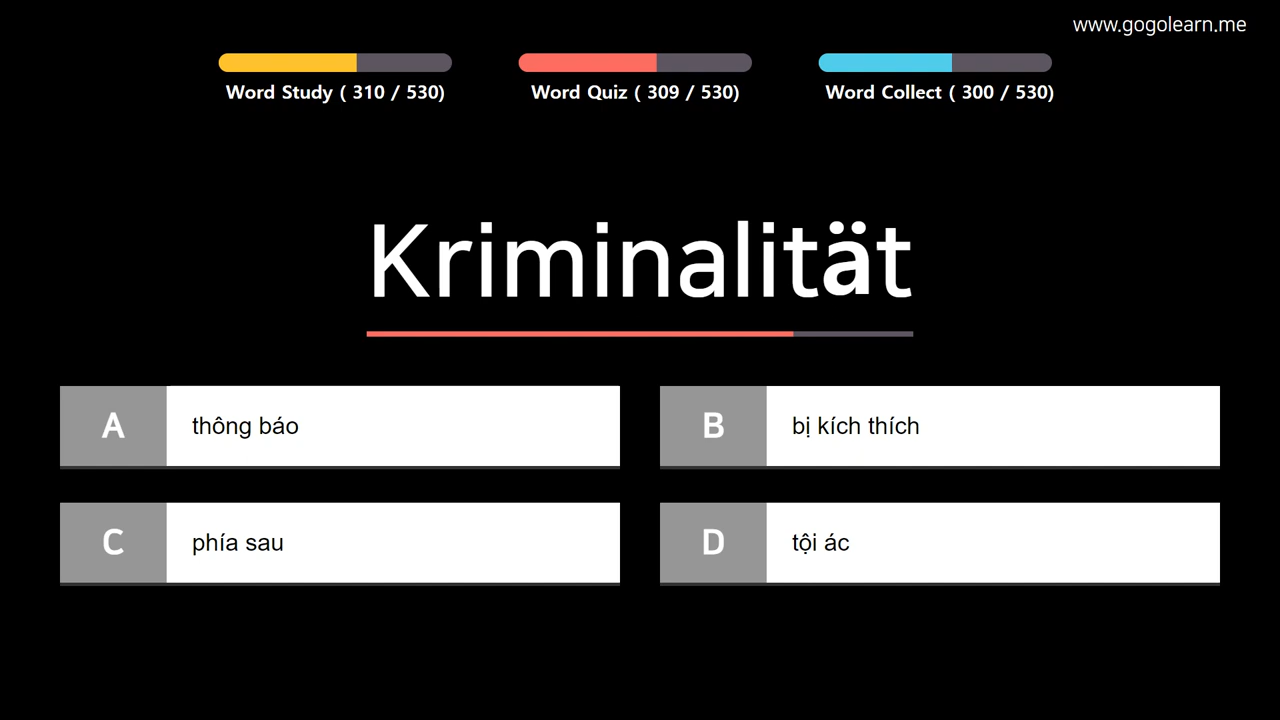 www.gogolearn.me
Word Study ( 310 / 530)
Word Quiz ( 309 / 530)
Word Collect ( 300 / 530)
Kriminalität
A thông báo
B bị kích thích
C phía sau
D tội ác